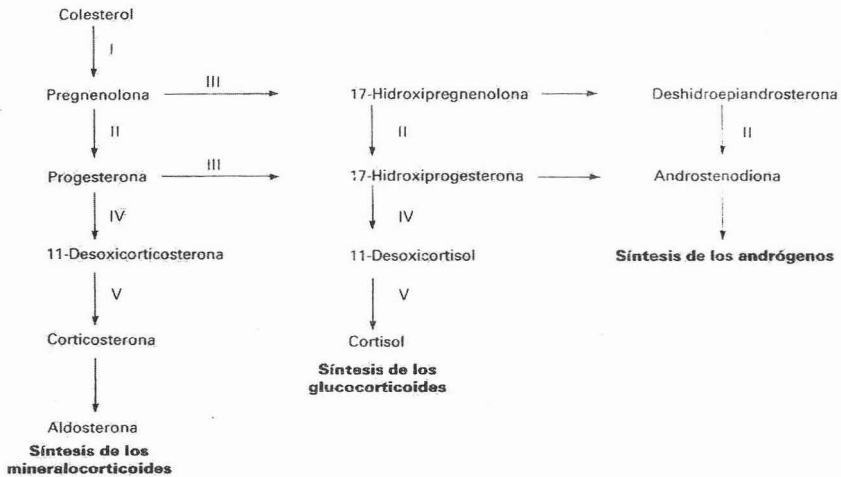 Colesterol
I
Pregnenolona III 17-Hidroxipregnenolona Deshidroepiandrosterona
II II II
Progesterona III 17-Hidroxiprogesterona Androstenodiona
IV IV
11-Desoxicorticosterona 11-Desoxicortisol Síntesis de los andrógenos
V V
Corticosterona Cortisol
Síntesis de los
glucocorticoides
Aldosterona
Síntesis de los
mineralocorticoides